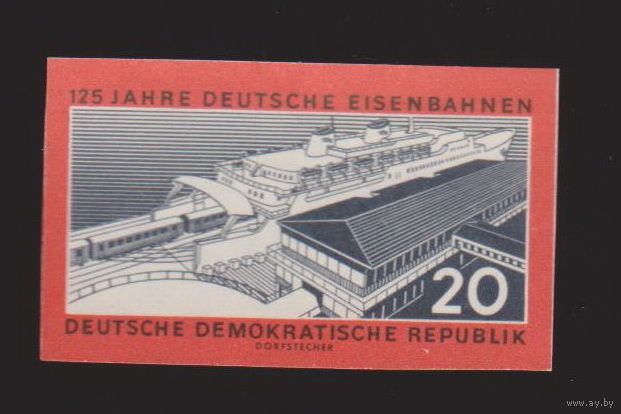 125 JAHRE DEUTSCHE EISENBAHNEN
20
DEUTSCHE DEMOKRATISCHE REPUBLIK
DORFSTECHER
www.ay.by